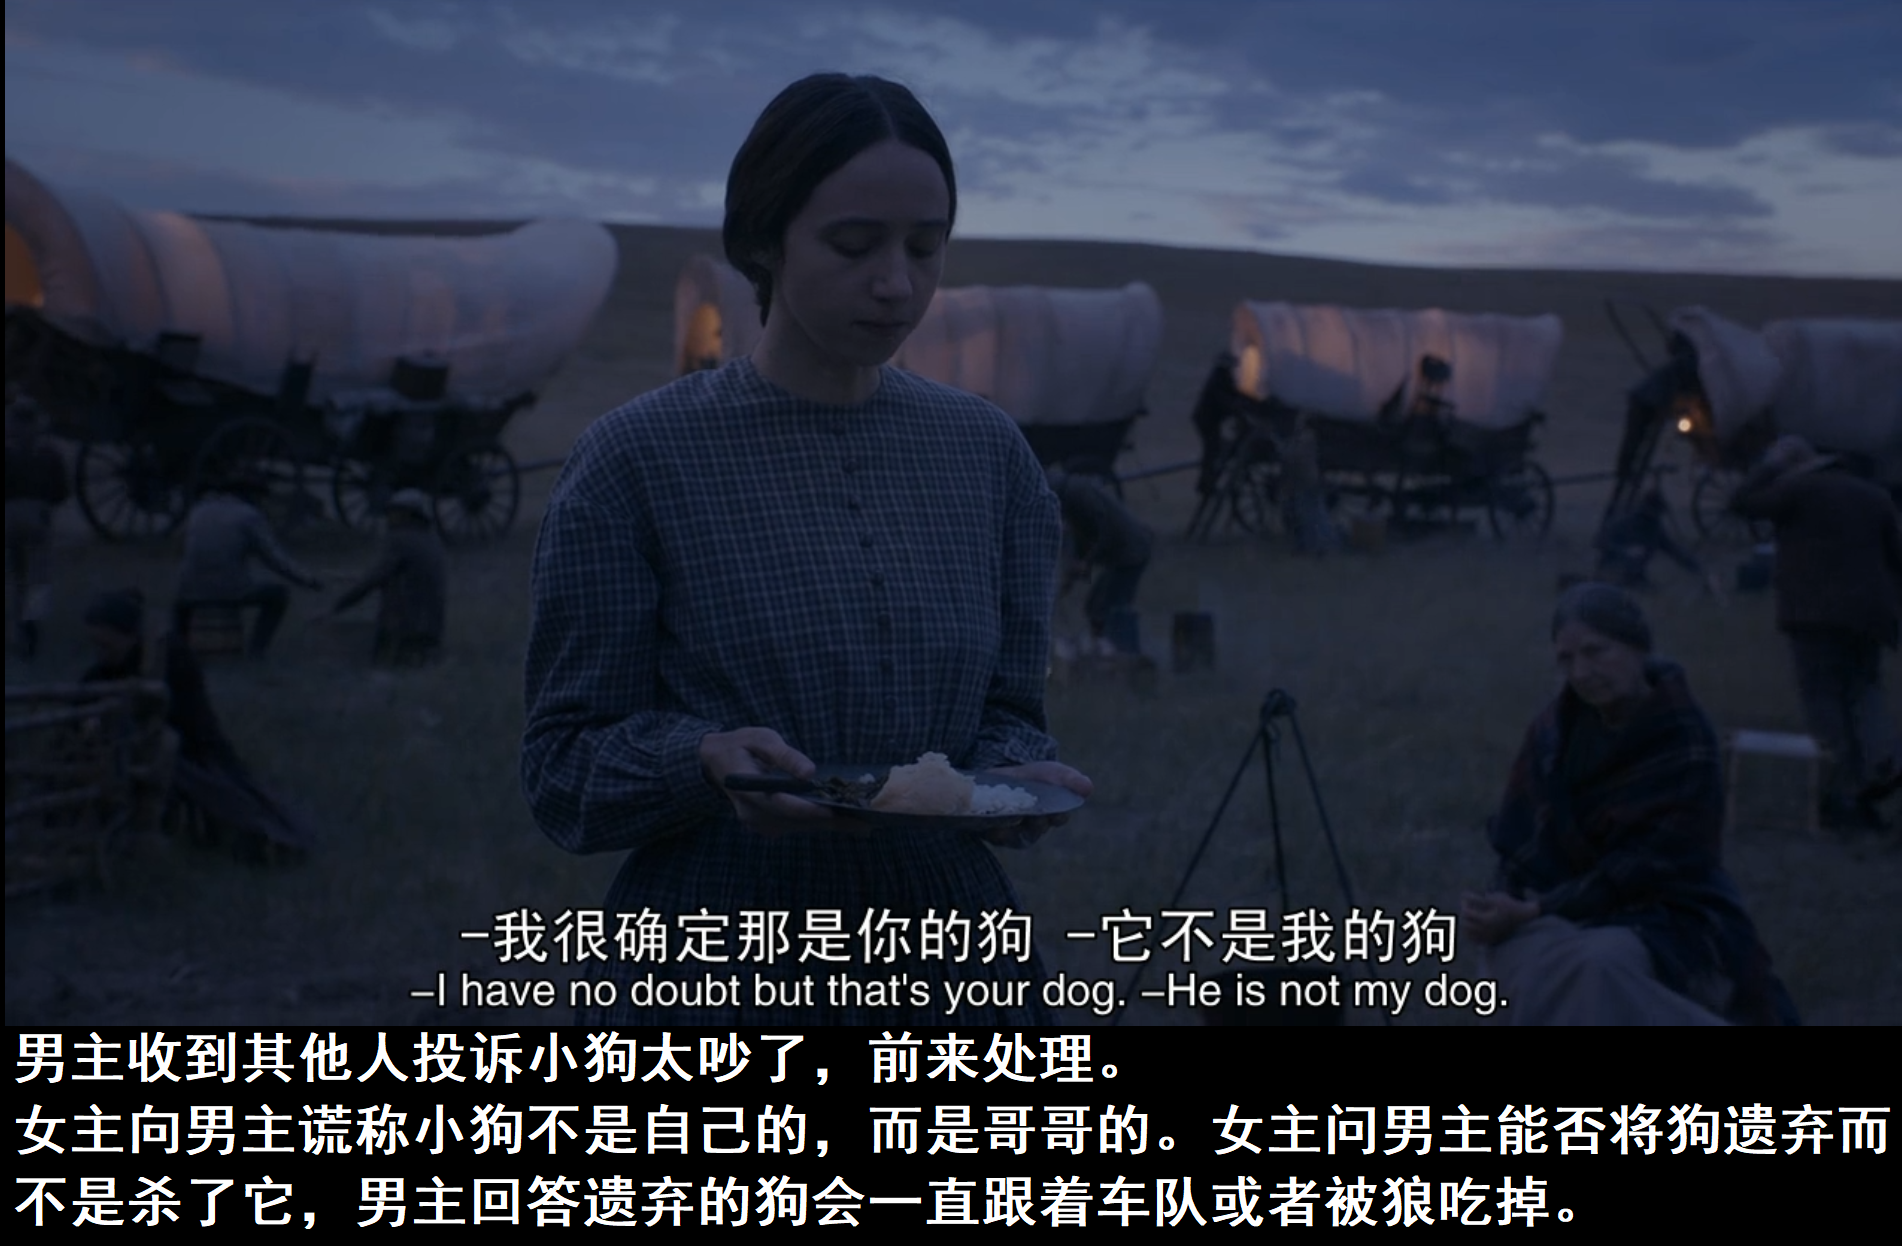 -我很确定那是你的狗 -它不是我的狗
–I have no doubt but that's your dog. –He is not my dog.
男主收到其他人投诉小狗太吵了，前来处理。
女主向男主谎称小狗不是自己的，而是哥哥的。女主问男主能否将狗遗弃而
不是杀了它，男主回答遗弃的狗会一直跟着车队或者被狼吃掉。